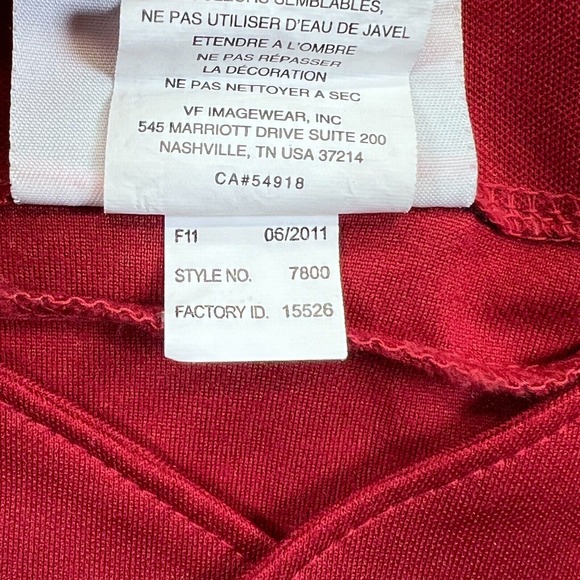 SEMBLABLES,
NE PAS UTILISER D'EAU DE JAVEL
ETENDRE A L'OMBRE
NE PAS REPASSER
LA DÉCORATION
NE PAS NETTOYER A SEC
VF IMAGEWEAR, INC
545 MARRIOTT DRIVE SUITE 200
NASHVILLE, TN USA 37214
CA#54918
F11 06/2011
STYLE NO. 7800
FACTORY ID. 15526